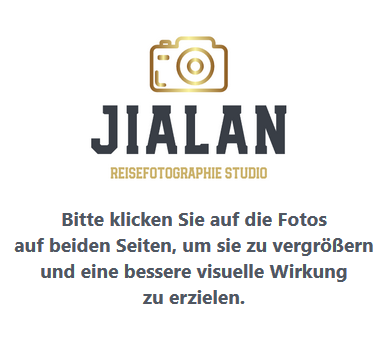 JIALAN
REISEFOTOGRAPHIE STUDIO
Bitte klicken Sie auf die Fotos
auf beiden Seiten, um sie zu vergrößern
und eine bessere visuelle Wirkung
zu erzielen.